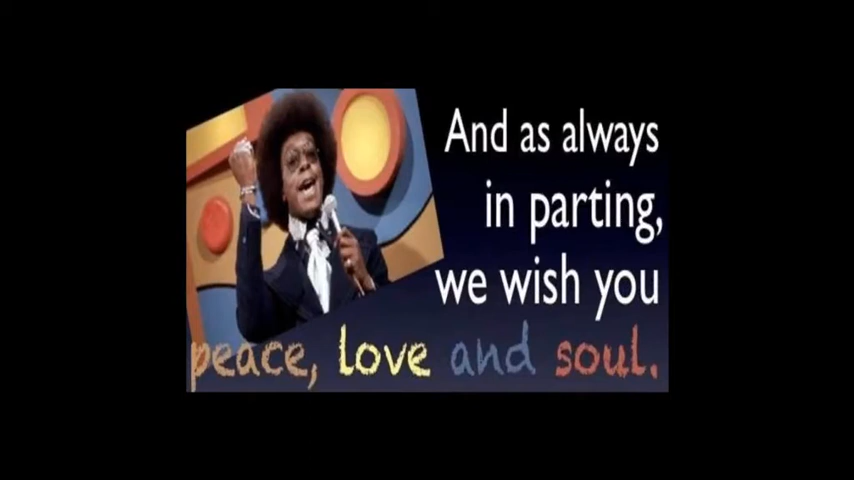 And as always
in parting,
we wish you
peace, love and soul.